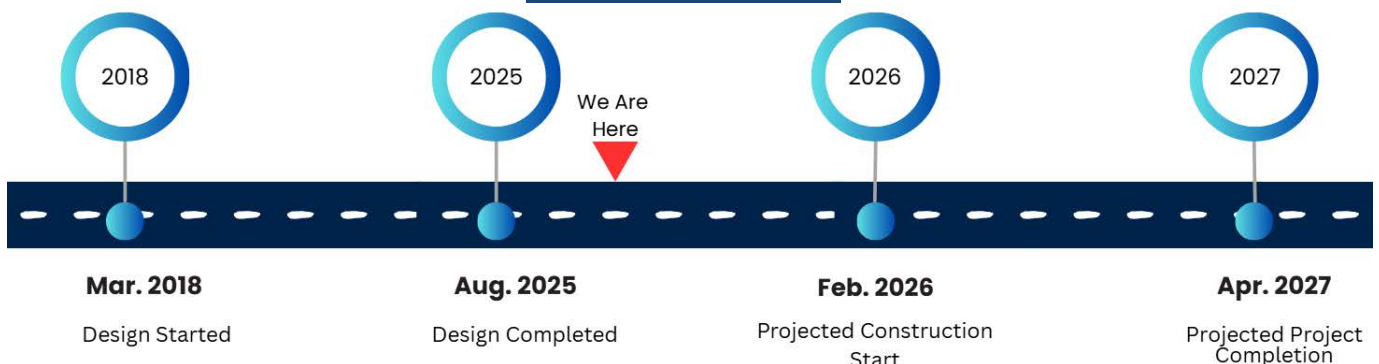 2018
2025
2026
2027
We Are
Here
Mar. 2018
Aug. 2025
Feb. 2026
Apr. 2027
Design Started
Design Completed
Projected Construction
Start
Projected Project
Completion